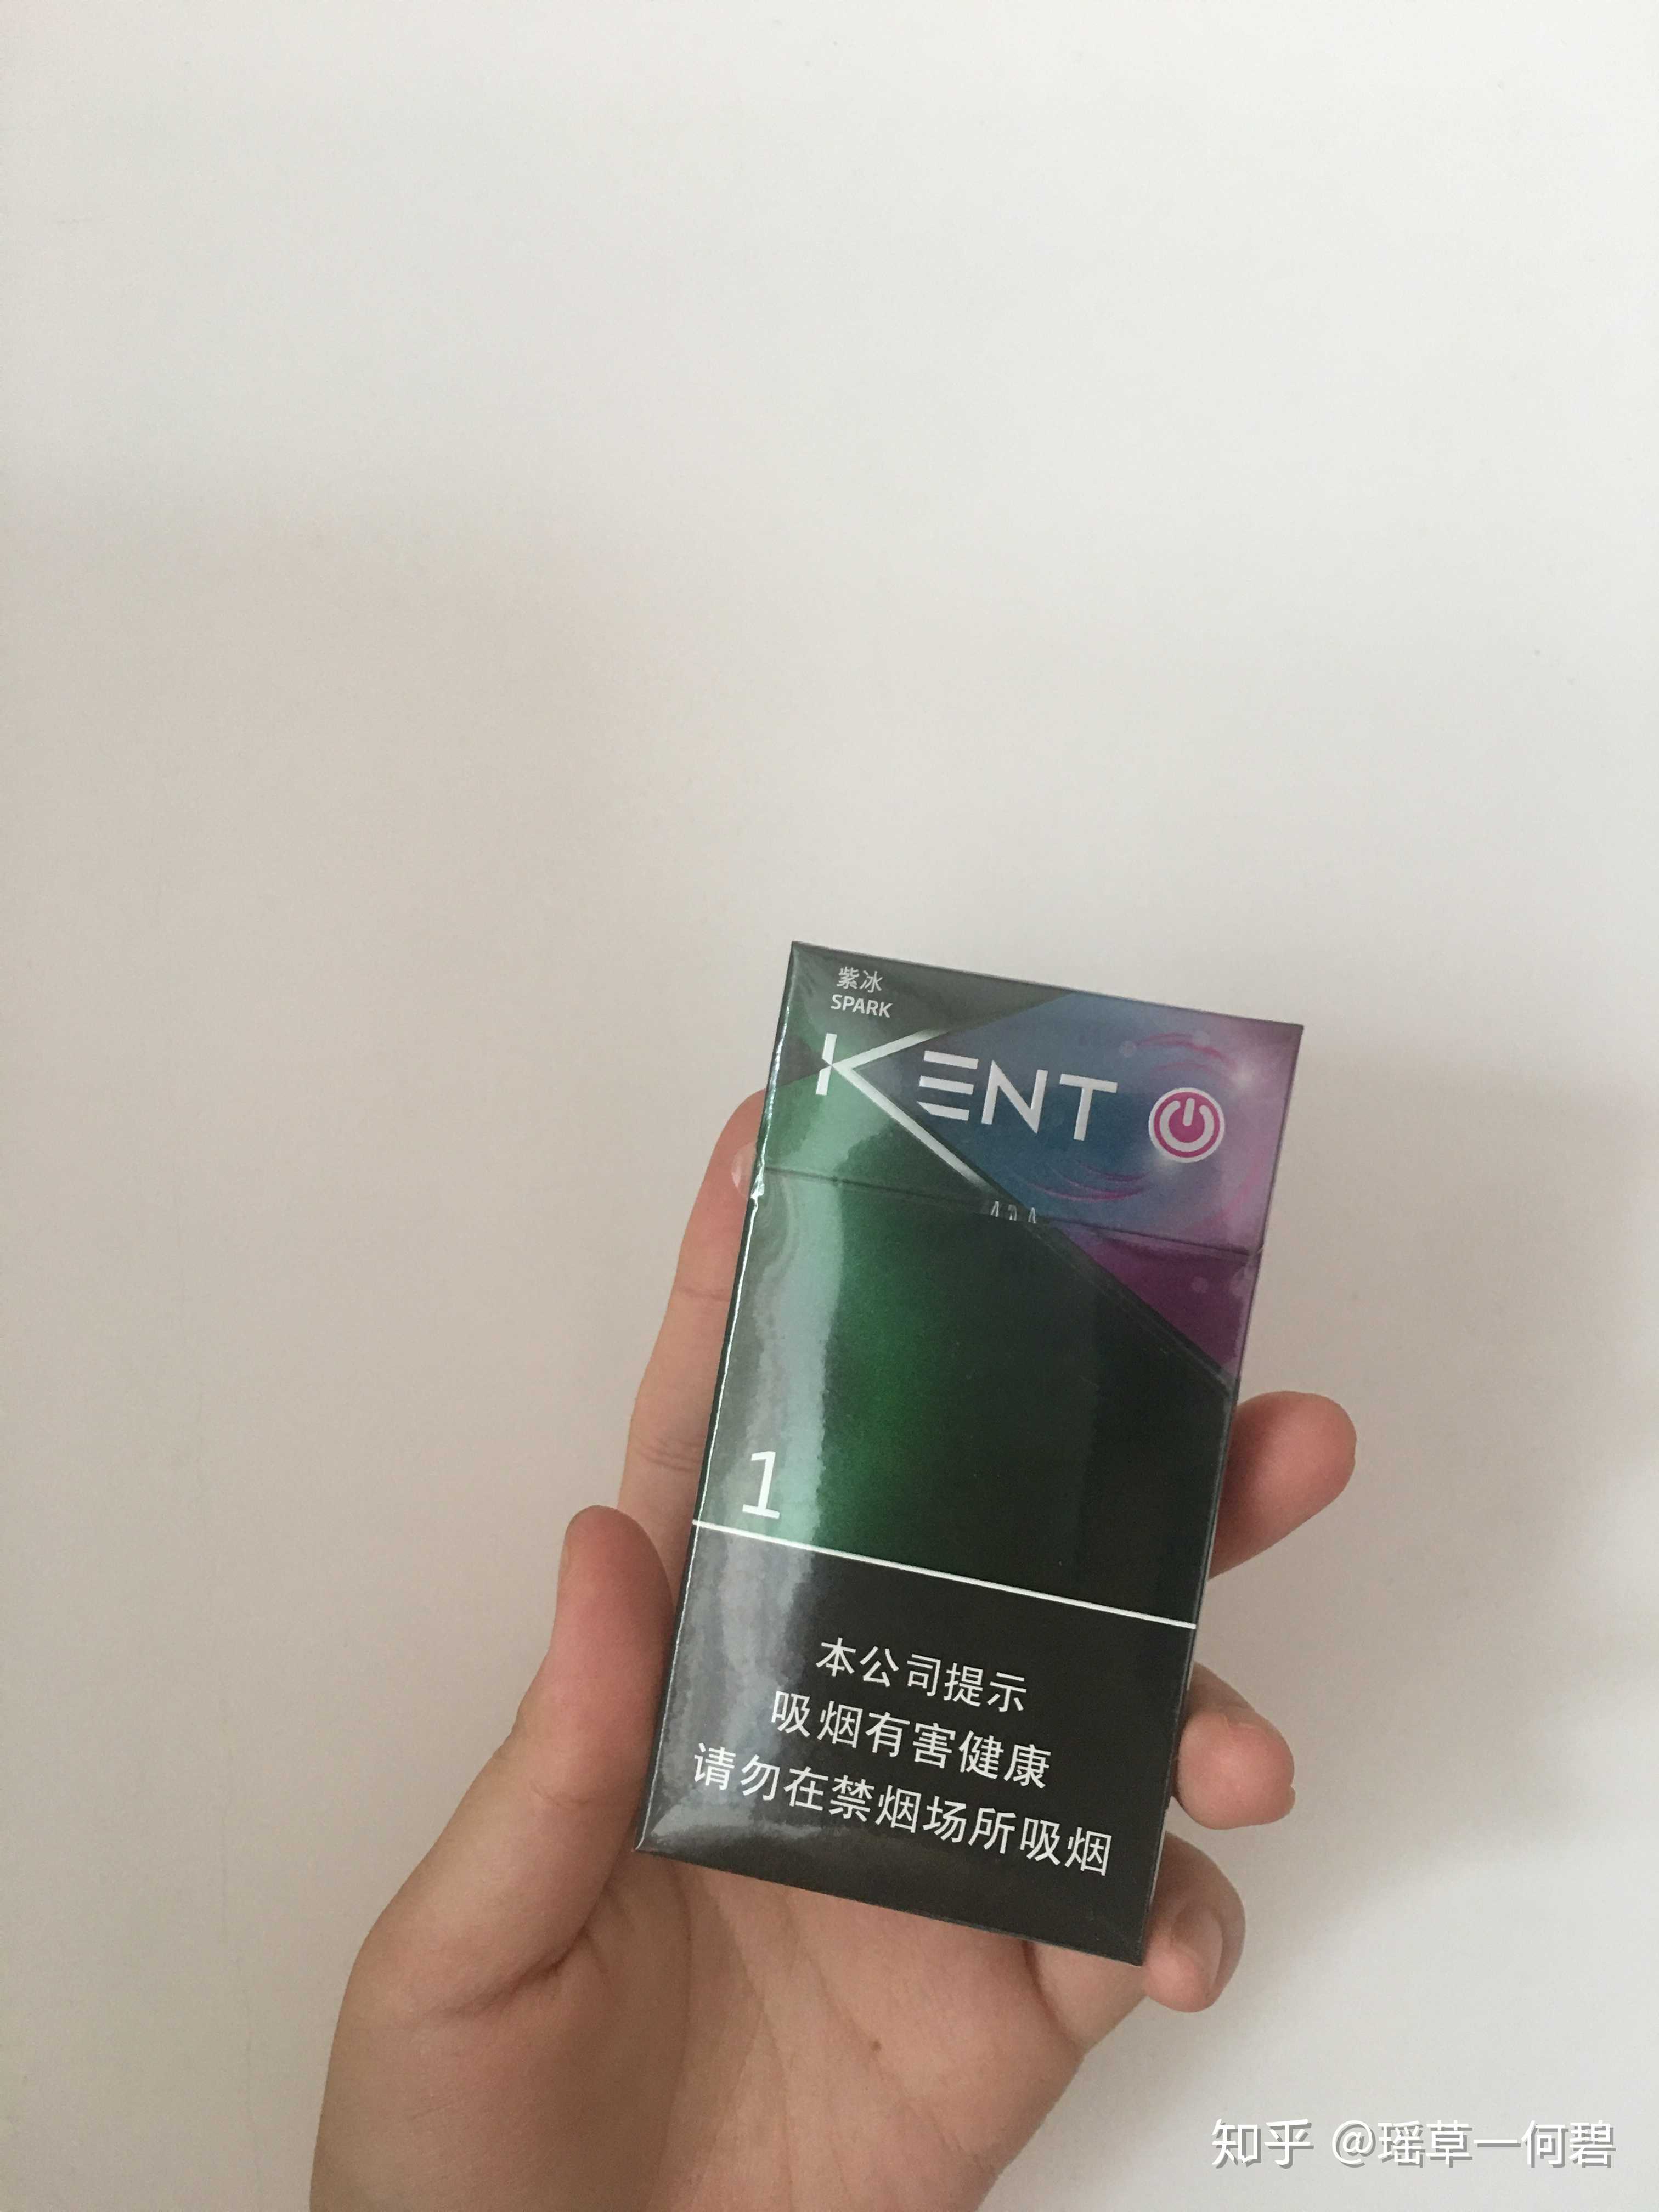 紫冰
SPARK
KENT
1
本公司提示
吸烟有害健康
请勿在禁烟场所吸烟
知乎 @瑶草一何碧